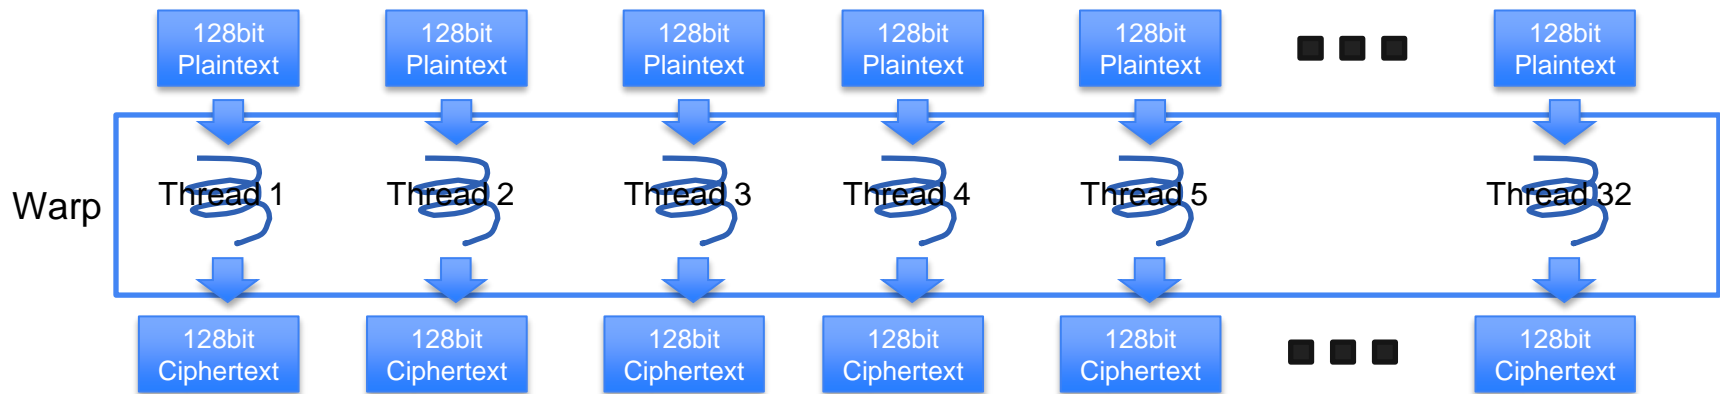 128bit
Plaintext
128bit
Plaintext
128bit
Plaintext
128bit
Plaintext
128bit
Plaintext
128bit
Plaintext
Warp
Thread 1
Thread 2
Thread 3
Thread 4
Thread 5
Thread 32
128bit
Ciphertext
128bit
Ciphertext
128bit
Ciphertext
128bit
Ciphertext
128bit
Ciphertext
128bit
Ciphertext